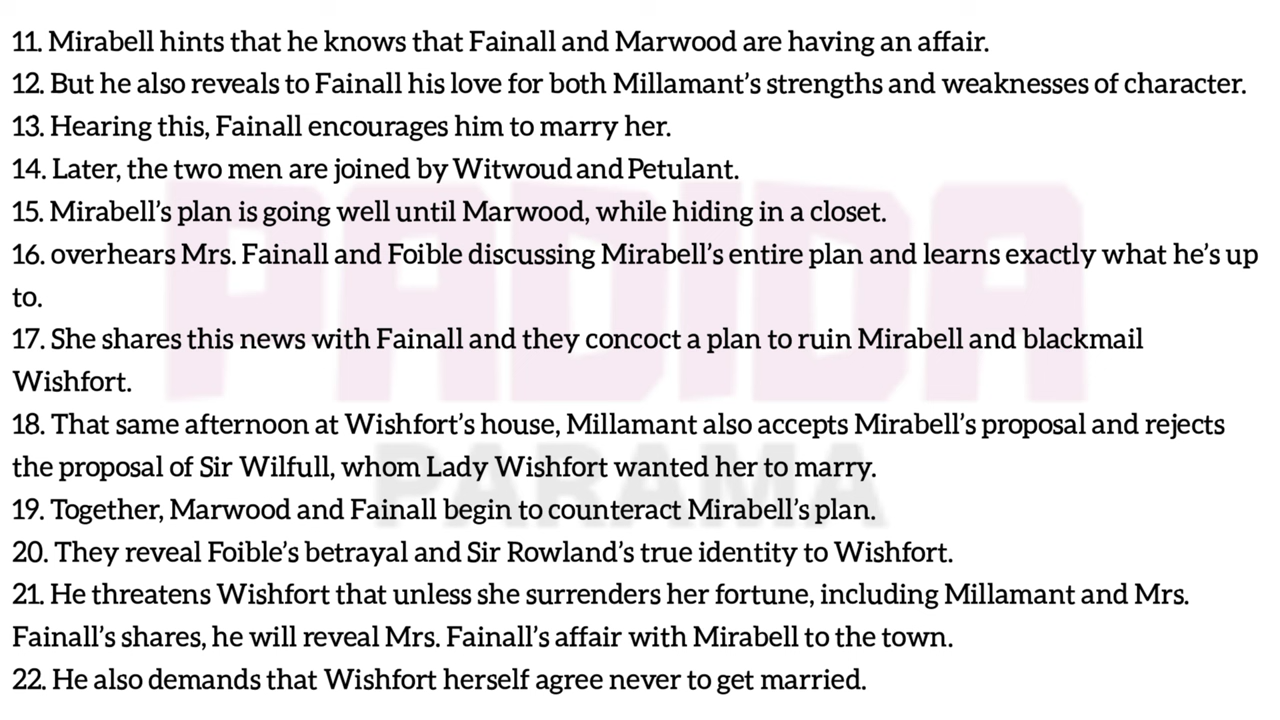 11. Mirabell hints that he knows that Fainall and Marwood are having an affair.
12. But he also reveals to Fainall his love for both Millamant's strengths and weaknesses of character.
13. Hearing this, Fainall encourages him to marry her.
14. Later, the two men are joined by Witwoud and Petulant.
15. Mirabell's plan is going well until Marwood, while hiding in a closet.
16. overhears Mrs. Fainall and Foible discussing Mirabell's entire plan and learns exactly what he's up
to.
17. She shares this news with Fainall and they concoct a plan to ruin Mirabell and blackmail
Wishfort.
18. That same afternoon at Wishfort's house, Millamant also accepts Mirabell's proposal and rejects
the proposal of Sir Wilfull, whom Lady Wishfort wanted her to marry.
19. Together, Marwood and Fainall begin to counteract Mirabell's plan.
20. They reveal Foible's betrayal and Sir Rowland's true identity to Wishfort.
21. He threatens Wishfort that unless she surrenders her fortune, including Millamant and Mrs.
Fainall's shares, he will reveal Mrs. Fainall's affair with Mirabell to the town.
22. He also demands that Wishfort herself agree never to get married.
PADIDA
PARAMA